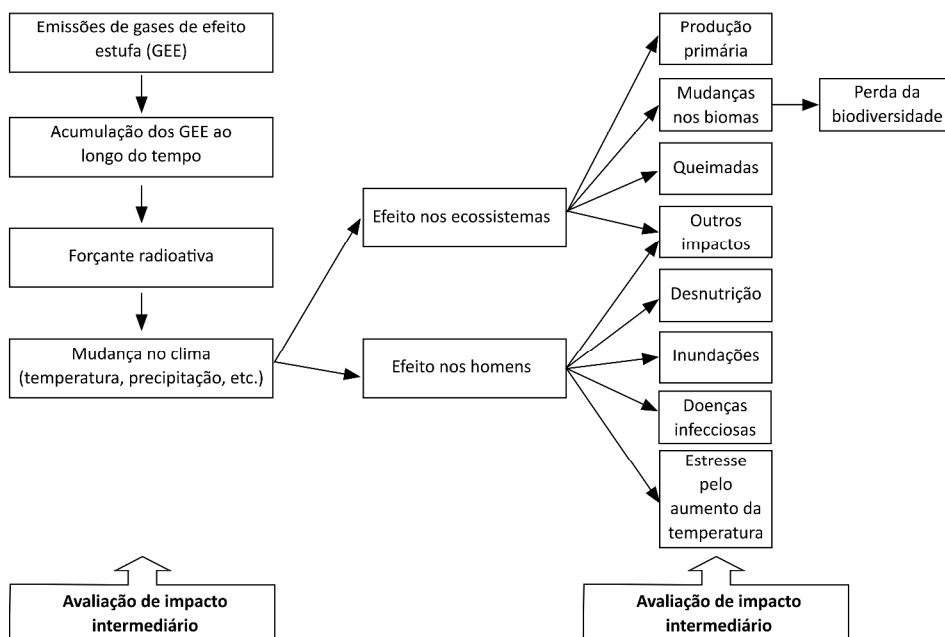 Emissões de gases de efeito
estufa (GEE)
Acumulação dos GEE ao
longo do tempo
Forçante radioativa
Mudança no clima
(temperatura, precipitação, etc.)
Efeito nos ecossistemas
Efeito nos homens
Produção
primária
Mudanças
nos biomas
Queimadas
Outros
impactos
Desnutrição
Inundações
Doenças
infecciosas
Estresse
pelo
aumento da
temperatura
Perda da
biodiversidade
Avaliação de impacto
intermediário
Avaliação de impacto
intermediário